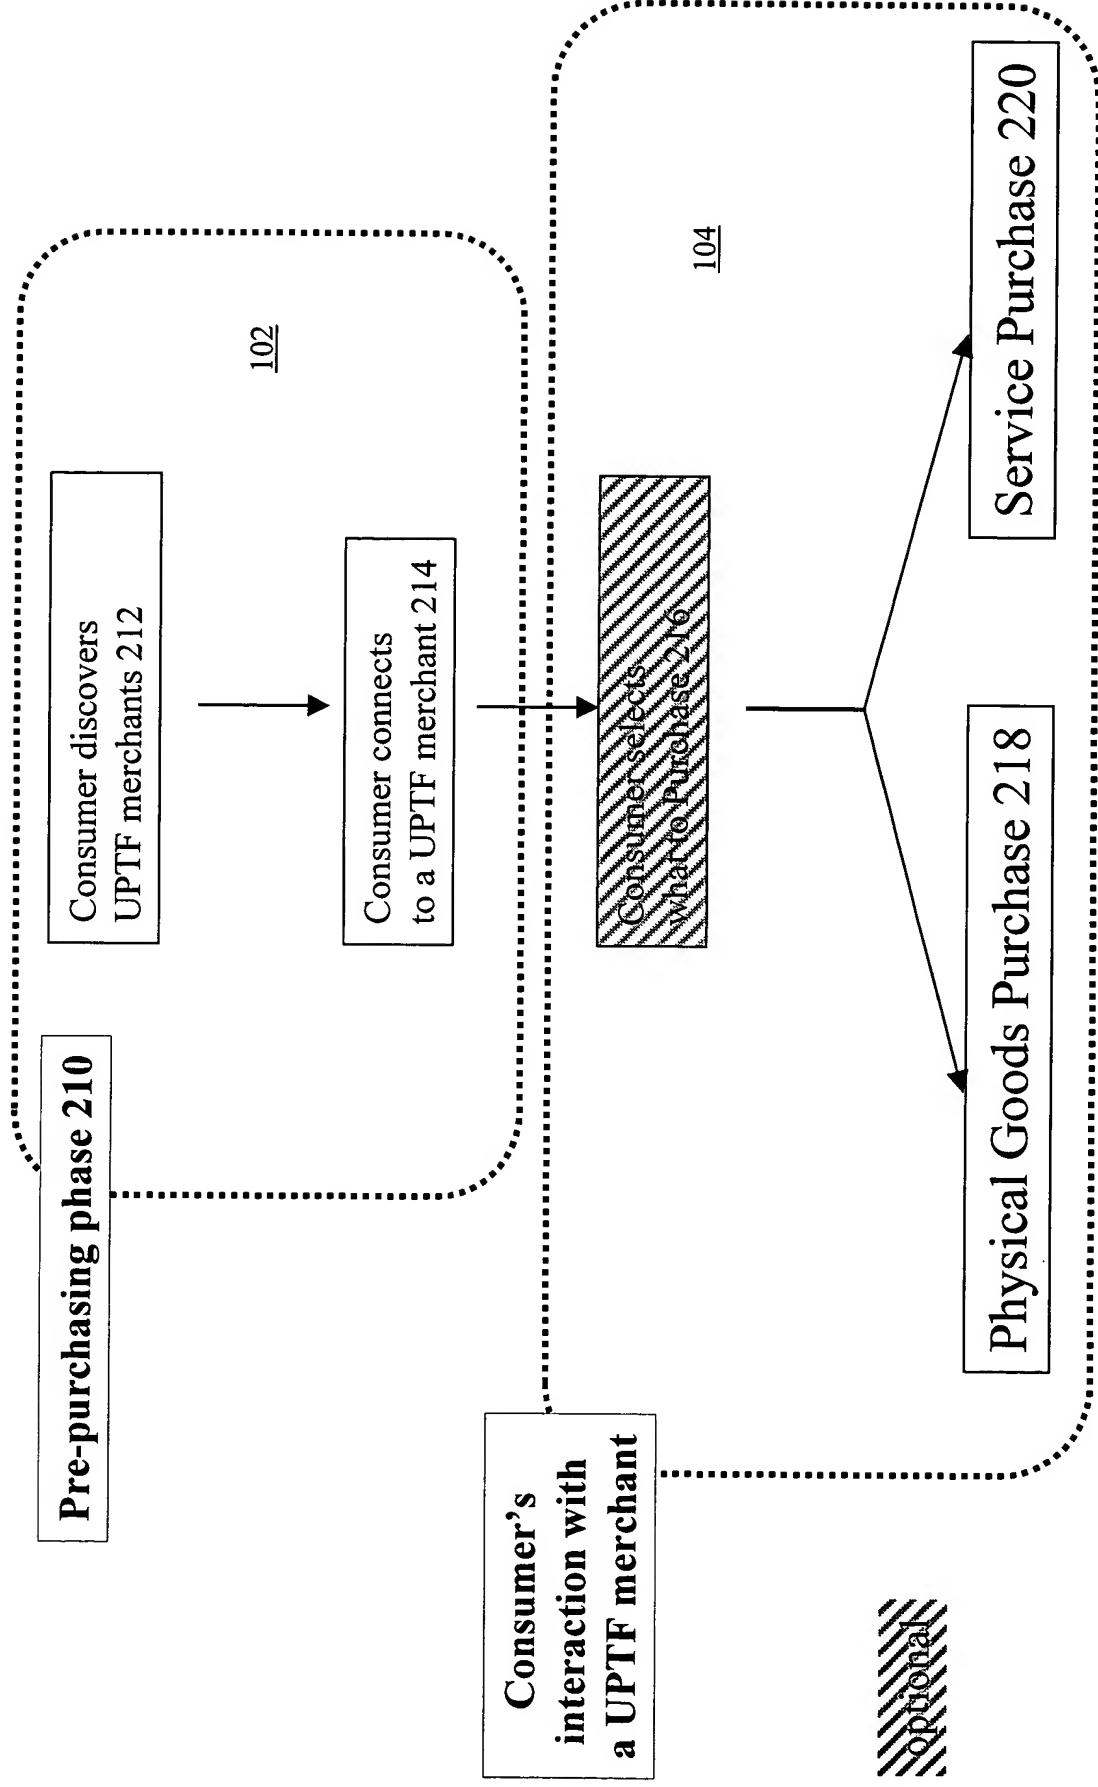 Pre-purchasing phase 210
Consumer discovers
UPTF merchants 212
102
Consumer connects
to a UPTF merchant 214
Consumer's
interaction with
a UPTF merchant
104
Consumer selects
what to Purchase 216
Physical Goods Purchase 218
Service Purchase 220
optional